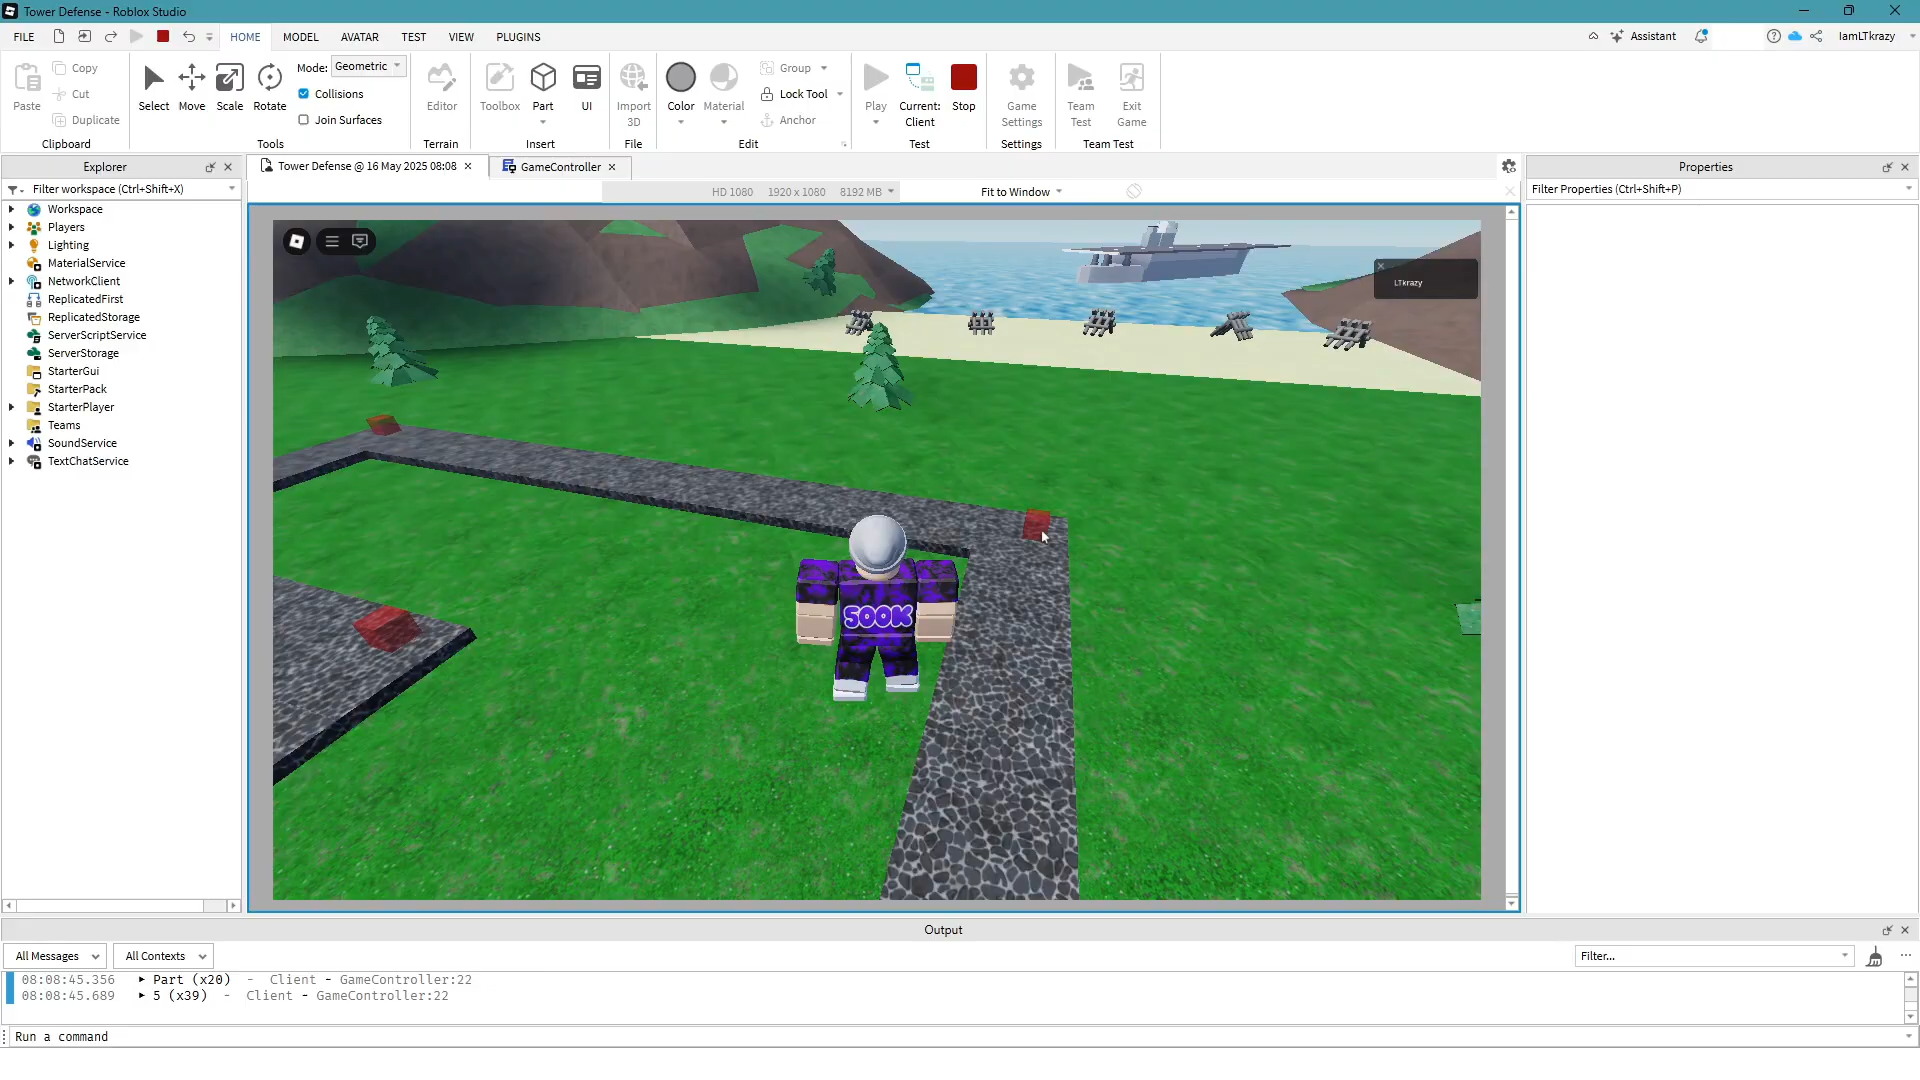 Tower Defense - Roblox Studio
FILE
HOME
MODEL
AVATAR
TEST
VIEW
PLUGINS
Assistant
IamLTkrazy
Paste
Copy
Cut
Duplicate
Clipboard
Select
Move
Scale
Rotate
Mode: Geometric
Collisions
Join Surfaces
Tools
Editor
Terrain
Toolbox
Part
UI
Insert
Import
3D
File
Color
Material
Group
Lock Tool
Anchor
Edit
Play
Current:
Client
Stop
Test
Game
Settings
Settings
Team
Test
Exit
Game
Team Test
Explorer
Filter workspace (Ctrl+Shift+X)
Workspace
Players
Lighting
MaterialService
NetworkClient
ReplicatedFirst
ReplicatedStorage
ServerScriptService
ServerStorage
StarterGui
StarterPack
StarterPlayer
Teams
SoundService
TextChatService
Tower Defense @ 16 May 2025 08:08
GameController
HD 1080 1920 x 1080 8192 MB
Fit to Window
LTkrazy
500K
Properties
Filter Properties (Ctrl+Shift+P)
Output
All Messages
All Contexts
Filter...
08:08:45.356 Part (x20) - Client - GameController:22
08:08:45.689 5 (x39) - Client - GameController:22
Run a command